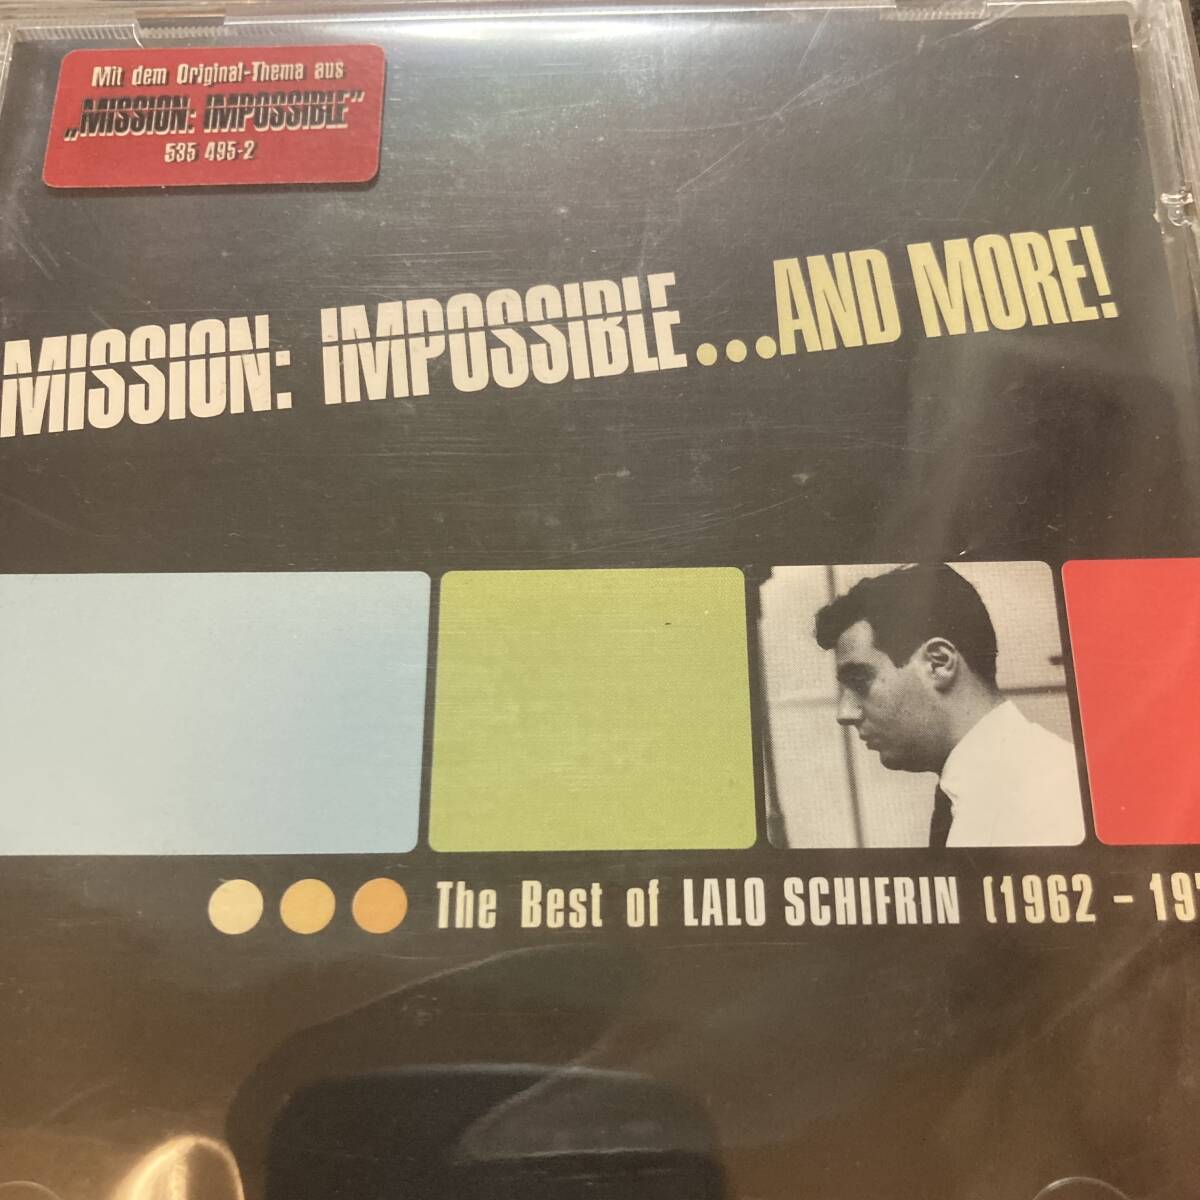 Mit dem Original-Thema aus
„MISSION: IMPOSSIBLE”
535 495-2
MISSION: IMPOSSIBLE...AND MORE!
The Best of LALO SCHIFRIN (1962 -